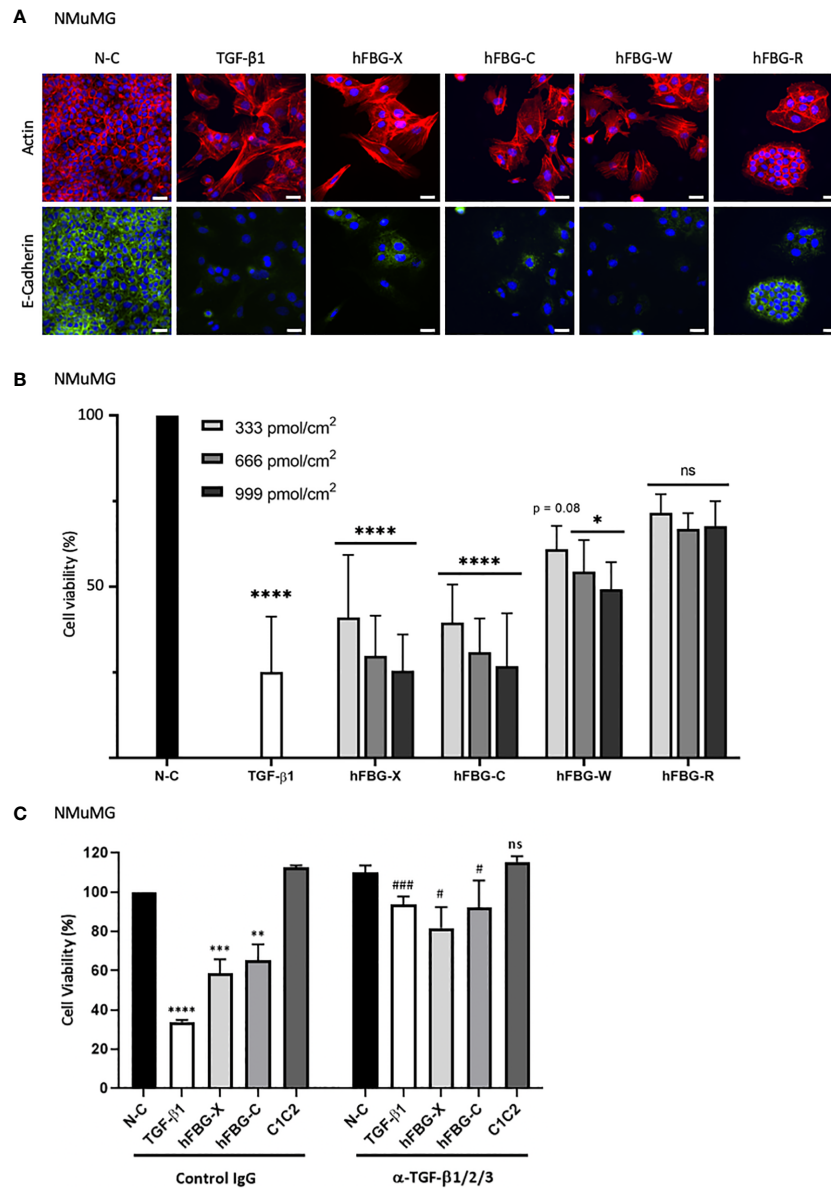 A NMuMG
N-C TGF-β1 hFBG-X hFBG-C hFBG-W hFBG-R
Actin
E-Cadherin
B NMuMG
Cell viability (%)
100
50
333 pmol/cm²
666 pmol/cm²
999 pmol/cm²
****
****
****
p = 0.08
*
ns
N-C TGF-β1 hFBG-X hFBG-C hFBG-W hFBG-R
C NMuMG
Cell Viability (%)
120
100
80
60
40
20
0
****
***
**
###
#
#
ns
N-C TGF-β1 hFBG-X hFBG-C C1C2 N-C TGF-β1 hFBG-X hFBG-C C1C2
Control IgG α-TGF-β1/2/3